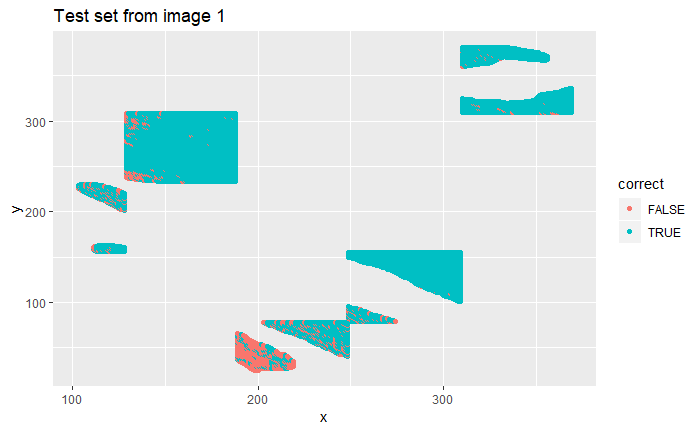 Test set from image 1
300
200
100
y
100
200
300
x
correct
FALSE
TRUE